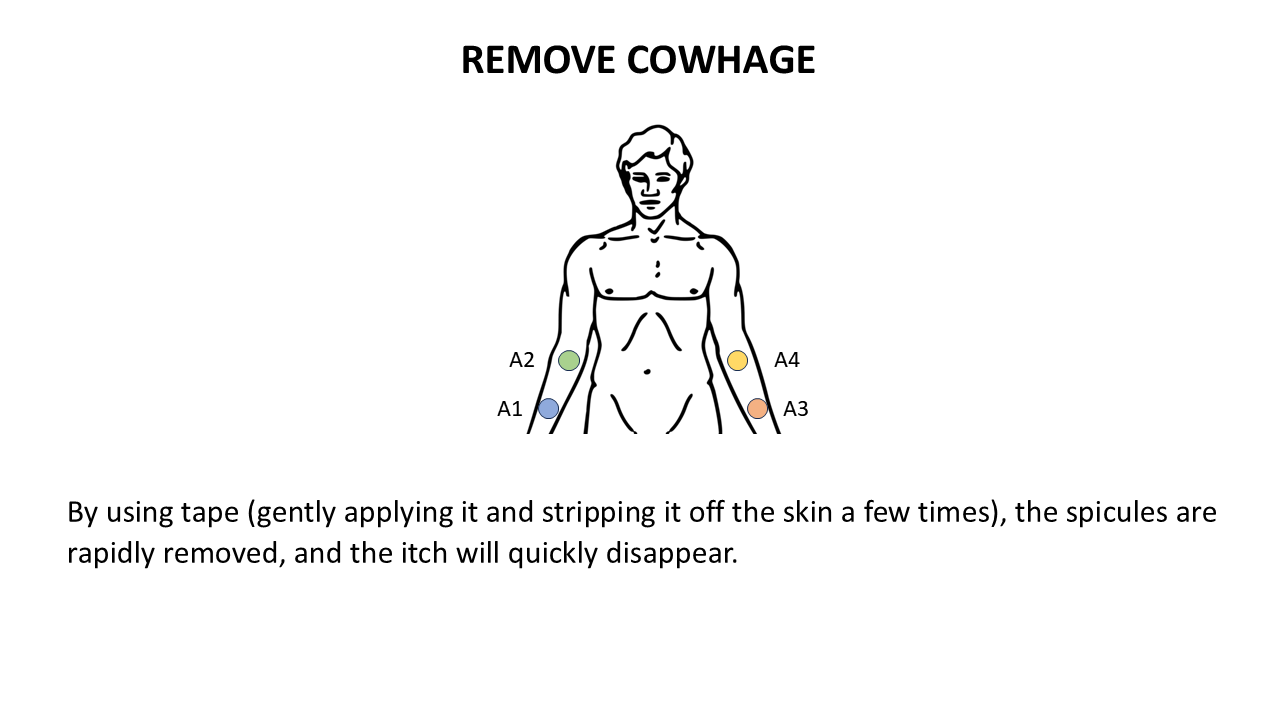 REMOVE COWHAGE
A2
A4
A1
A3
By using tape (gently applying it and stripping it off the skin a few times), the spicules are
rapidly removed, and the itch will quickly disappear.